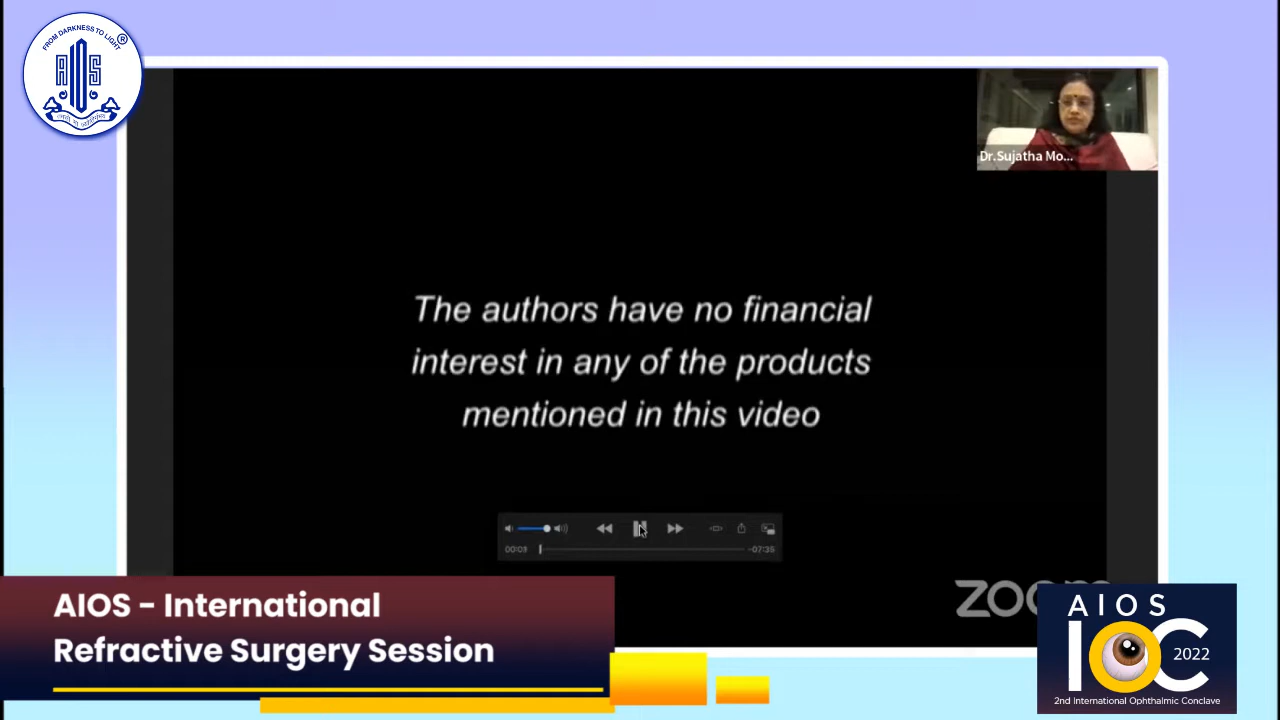 FROM DARKNESS TO LIGHT
AIOS
Dr.Sujatha Mo...
The authors have no financial
interest in any of the products
mentioned in this video
00:01
-07:35
zoom
AIOS - International
Refractive Surgery Session
AIOS
IOC
2022
2nd International Ophthalmic Conclave